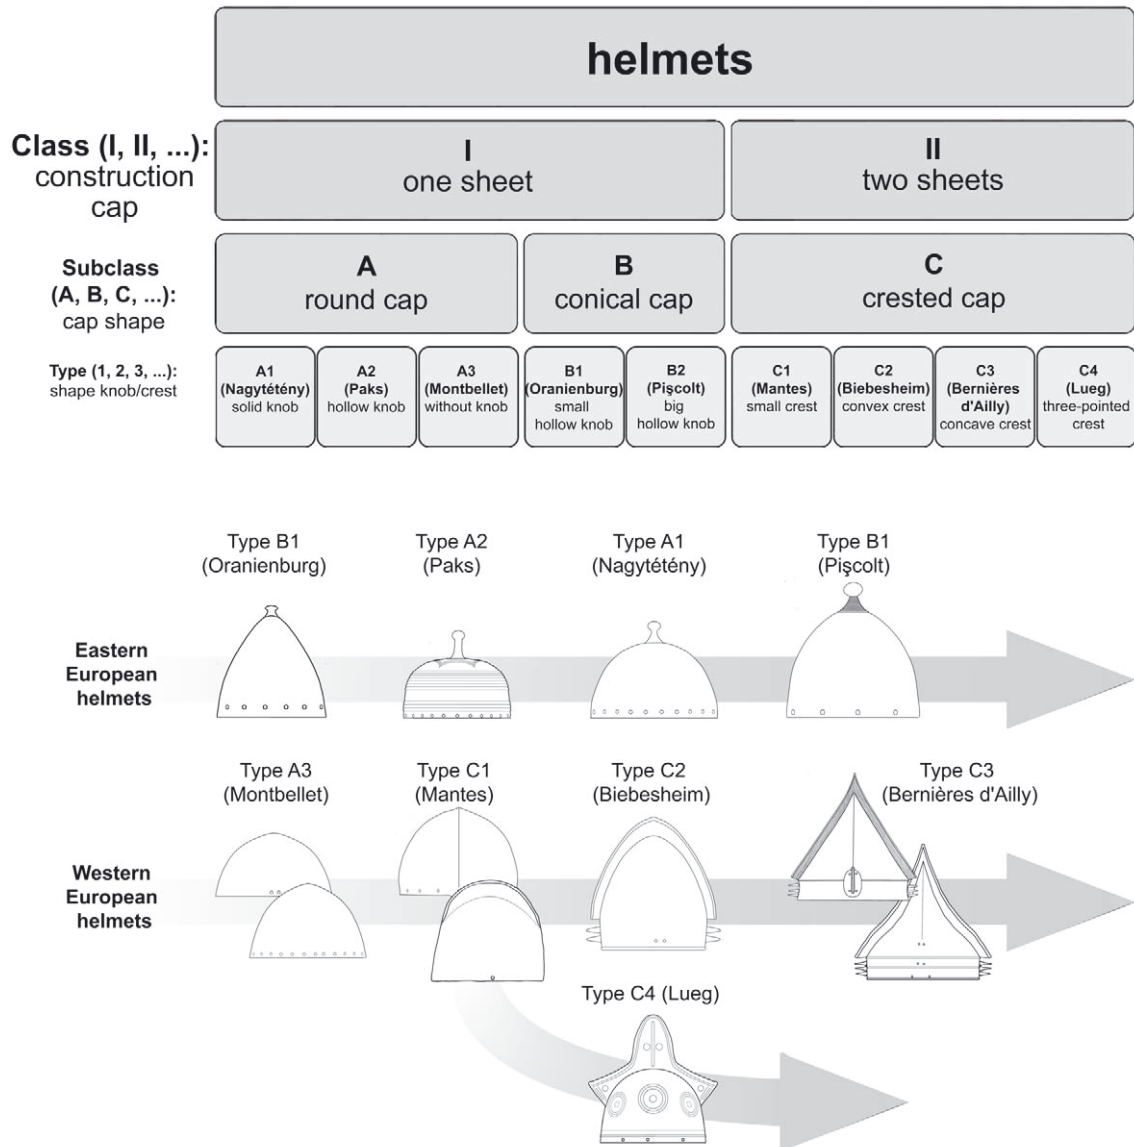 helmets
Class (I, II, ...):
construction
cap
I
one sheet
II
two sheets
Subclass
(A, B, C, ...):
cap shape
A
round cap
B
conical cap
C
crested cap
Type (1, 2, 3, ...):
shape knob/crest
A1
(Nagytétény)
solid knob
A2
(Paks)
hollow knob
A3
(Montbellet)
without knob
B1
(Oranienburg)
small
hollow knob
B2
(Pişcolt)
big
hollow knob
C1
(Mantes)
small crest
C2
(Biebesheim)
convex crest
C3
(Bernières
d'Ailly)
concave crest
C4
(Lueg)
three-pointed
crest
Type B1
(Oranienburg)
Type A2
(Paks)
Type A1
(Nagytétény)
Type B1
(Pişcolt)
Eastern
European
helmets
Type A3
(Montbellet)
Type C1
(Mantes)
Type C2
(Biebesheim)
Type C3
(Bernières d'Ailly)
Western
European
helmets
Type C4 (Lueg)